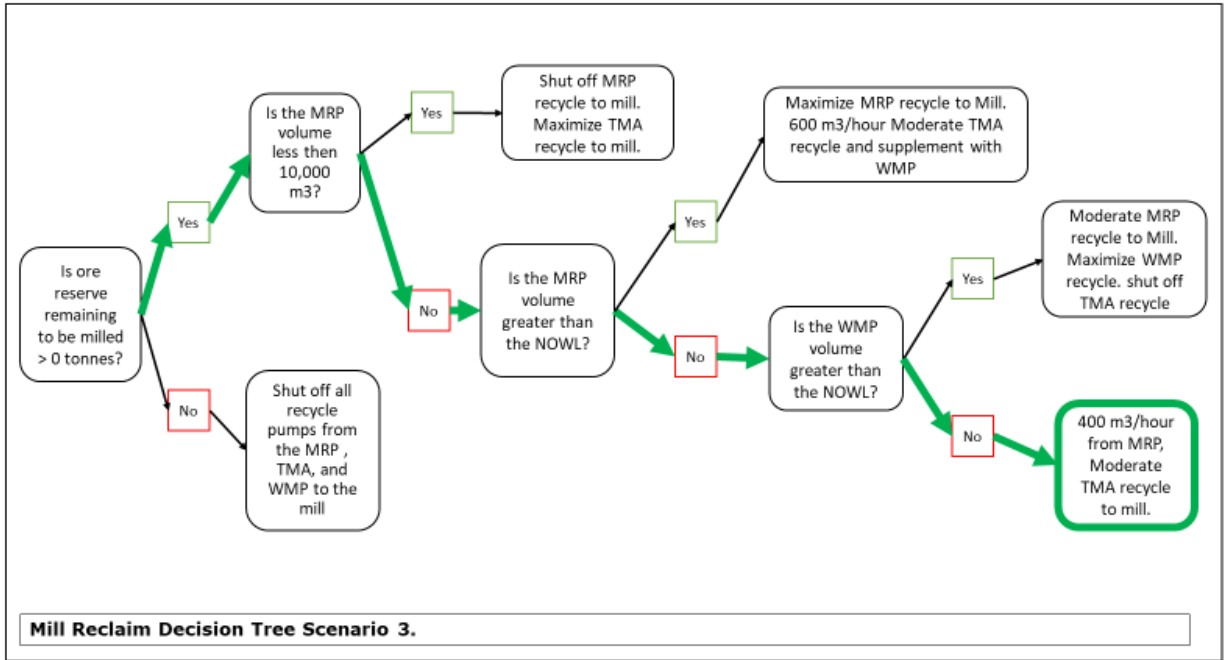 Is ore
reserve
remaining
to be milled
> 0 tonnes?
Yes
No
Is the MRP
volume
less then
10,000
m3?
Shut off all
recycle
pumps from
the MRP ,
TMA, and
WMP to the
mill
Yes
No
Shut off MRP
recycle to mill.
Maximize TMA
recycle to mill.
Is the MRP
volume
greater than
the NOWL?
Yes
No
Maximize MRP recycle to Mill.
600 m3/hour Moderate TMA
recycle and supplement with
WMP
Is the WMP
volume
greater than
the NOWL?
Yes
No
Moderate MRP
recycle to Mill.
Maximize WMP
recycle. shut off
TMA recycle
400 m3/hour
from MRP,
Moderate
TMA recycle
to mill.
Mill Reclaim Decision Tree Scenario 3.